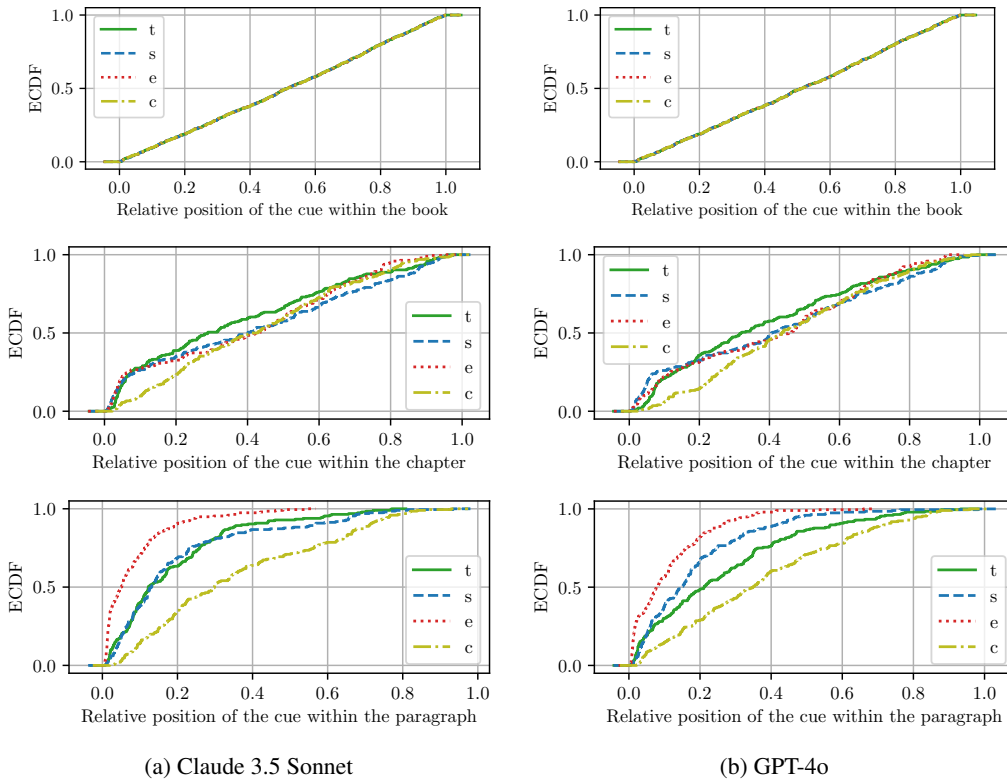 ECDF
1.0
0.5
0.0
t
s
e
c
0.0 0.2 0.4 0.6 0.8 1.0
Relative position of the cue within the book
ECDF
1.0
0.5
0.0
t
s
e
c
0.0 0.2 0.4 0.6 0.8 1.0
Relative position of the cue within the book
ECDF
1.0
0.5
0.0
t
s
e
c
0.0 0.2 0.4 0.6 0.8 1.0
Relative position of the cue within the chapter
ECDF
1.0
0.5
0.0
t
s
e
c
0.0 0.2 0.4 0.6 0.8 1.0
Relative position of the cue within the chapter
ECDF
1.0
0.5
0.0
t
s
e
c
0.0 0.2 0.4 0.6 0.8 1.0
Relative position of the cue within the paragraph
ECDF
1.0
0.5
0.0
t
s
e
c
0.0 0.2 0.4 0.6 0.8 1.0
Relative position of the cue within the paragraph
(a) Claude 3.5 Sonnet
(b) GPT-4o